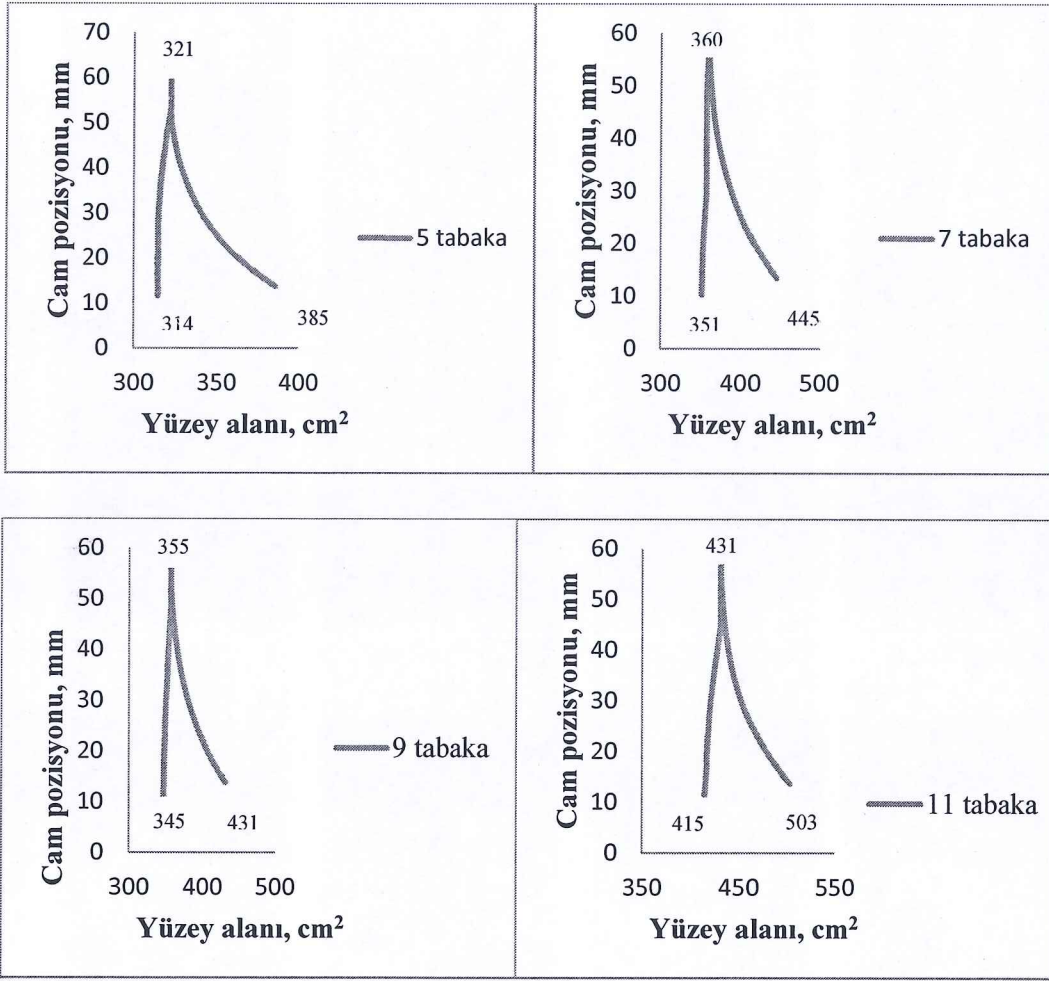 70
60
50
40
30
20
10
0
Cam pozisyonu, mm
321
314
385
300 350 400
Yüzey alanı, cm²
5 tabaka
60
50
40
30
20
10
0
Cam pozisyonu, mm
360
351
445
300 400 500
Yüzey alanı, cm²
7 tabaka
60
50
40
30
20
10
0
Cam pozisyonu, mm
355
345
431
300 400 500
Yüzey alanı, cm²
9 tabaka
60
50
40
30
20
10
0
Cam pozisyonu, mm
431
415
503
350 450 550
Yüzey alanı, cm²
11 tabaka